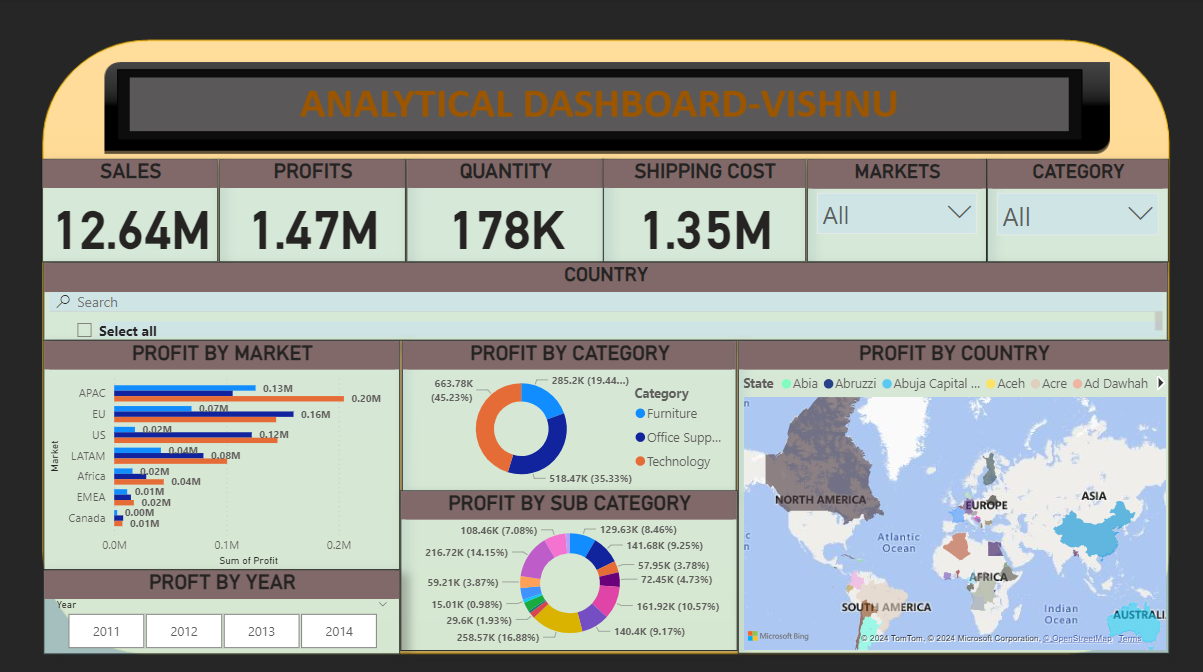 ANALYTICAL DASHBOARD-VISHNU
SALES
PROFITS
QUANTITY
SHIPPING COST
MARKETS
CATEGORY
12.64M
1.47M
178K
1.35M
All
All
COUNTRY
Search
Select all
PROFIT BY MARKET
APAC
EU
US
LATAM
Africa
EMEA
Canada
Market
0.13M
0.20M
0.07M
0.16M
0.02M
0.12M
0.04M
0.08M
0.02M
0.04M
0.01M
0.02M
0.00M
0.01M
0.0M
0.1M
0.2M
Sum of Profit
PROFT BY YEAR
Year
2011
2012
2013
2014
PROFIT BY CATEGORY
663.78K
(45.23%)
285.2K (19.44...)
518.47K (35.33%)
Category
Furniture
Office Supp...
Technology
PROFIT BY SUB CATEGORY
108.46K (7.08%)
216.72K (14.15%)
59.21K (3.87%)
15.01K (0.98%)
29.6K (1.93%)
258.57K (16.88%)
129.63K (8.46%)
141.68K (9.25%)
57.95K (3.78%)
72.45K (4.73%)
161.92K (10.57%)
140.4K (9.17%)
PROFIT BY COUNTRY
State
Abia
Abruzzi
Abuja Capital ...
Aceh
Acre
Ad Dawhah
NORTH AMERICA
EUROPE
ASIA
Atlantic
Ocean
AFRICA
SOUTH AMERICA
Indian
Ocean
AUSTRALI
Microsoft Bing
© 2024 TomTom, © 2024 Microsoft Corporation, © OpenStreetMap Terms